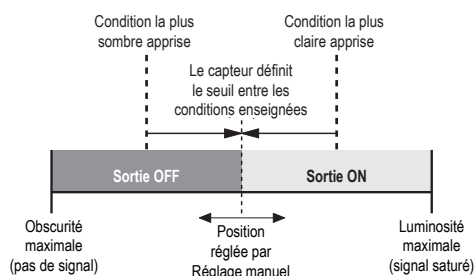 Condition la plus
sombre apprise
Condition la plus
claire apprise
Le capteur définit
le seuil entre les
conditions enseignées
Sortie OFF
Sortie ON
Obscurité
maximale
(pas de signal)
Position
réglée par
Réglage manuel
Luminosité
maximale
(signal saturé)